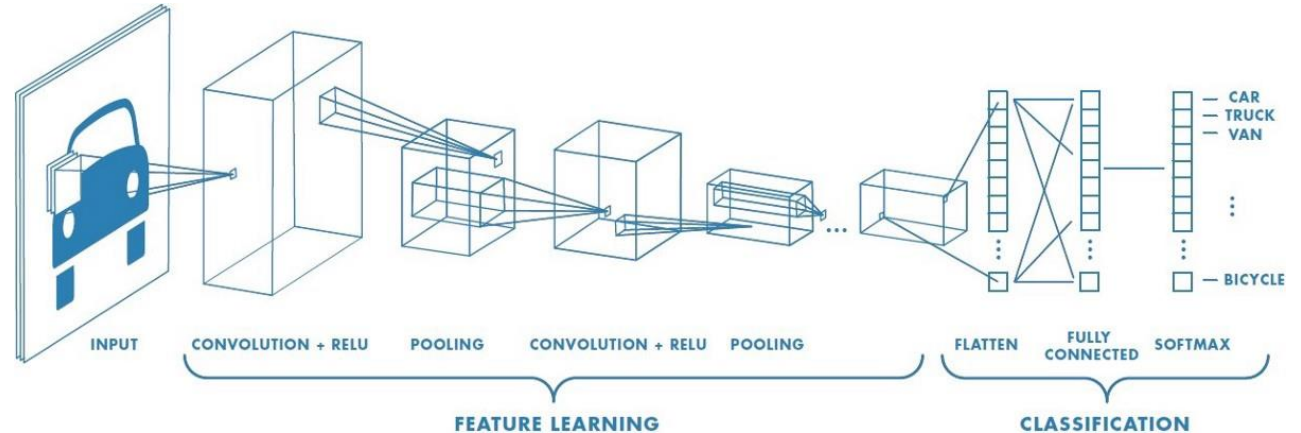 CAR
TRUCK
VAN
BICYCLE
INPUT
CONVOLUTION + RELU
POOLING
CONVOLUTION + RELU
POOLING
FLATTEN
FULLY
CONNECTED
SOFTMAX
FEATURE LEARNING
CLASSIFICATION